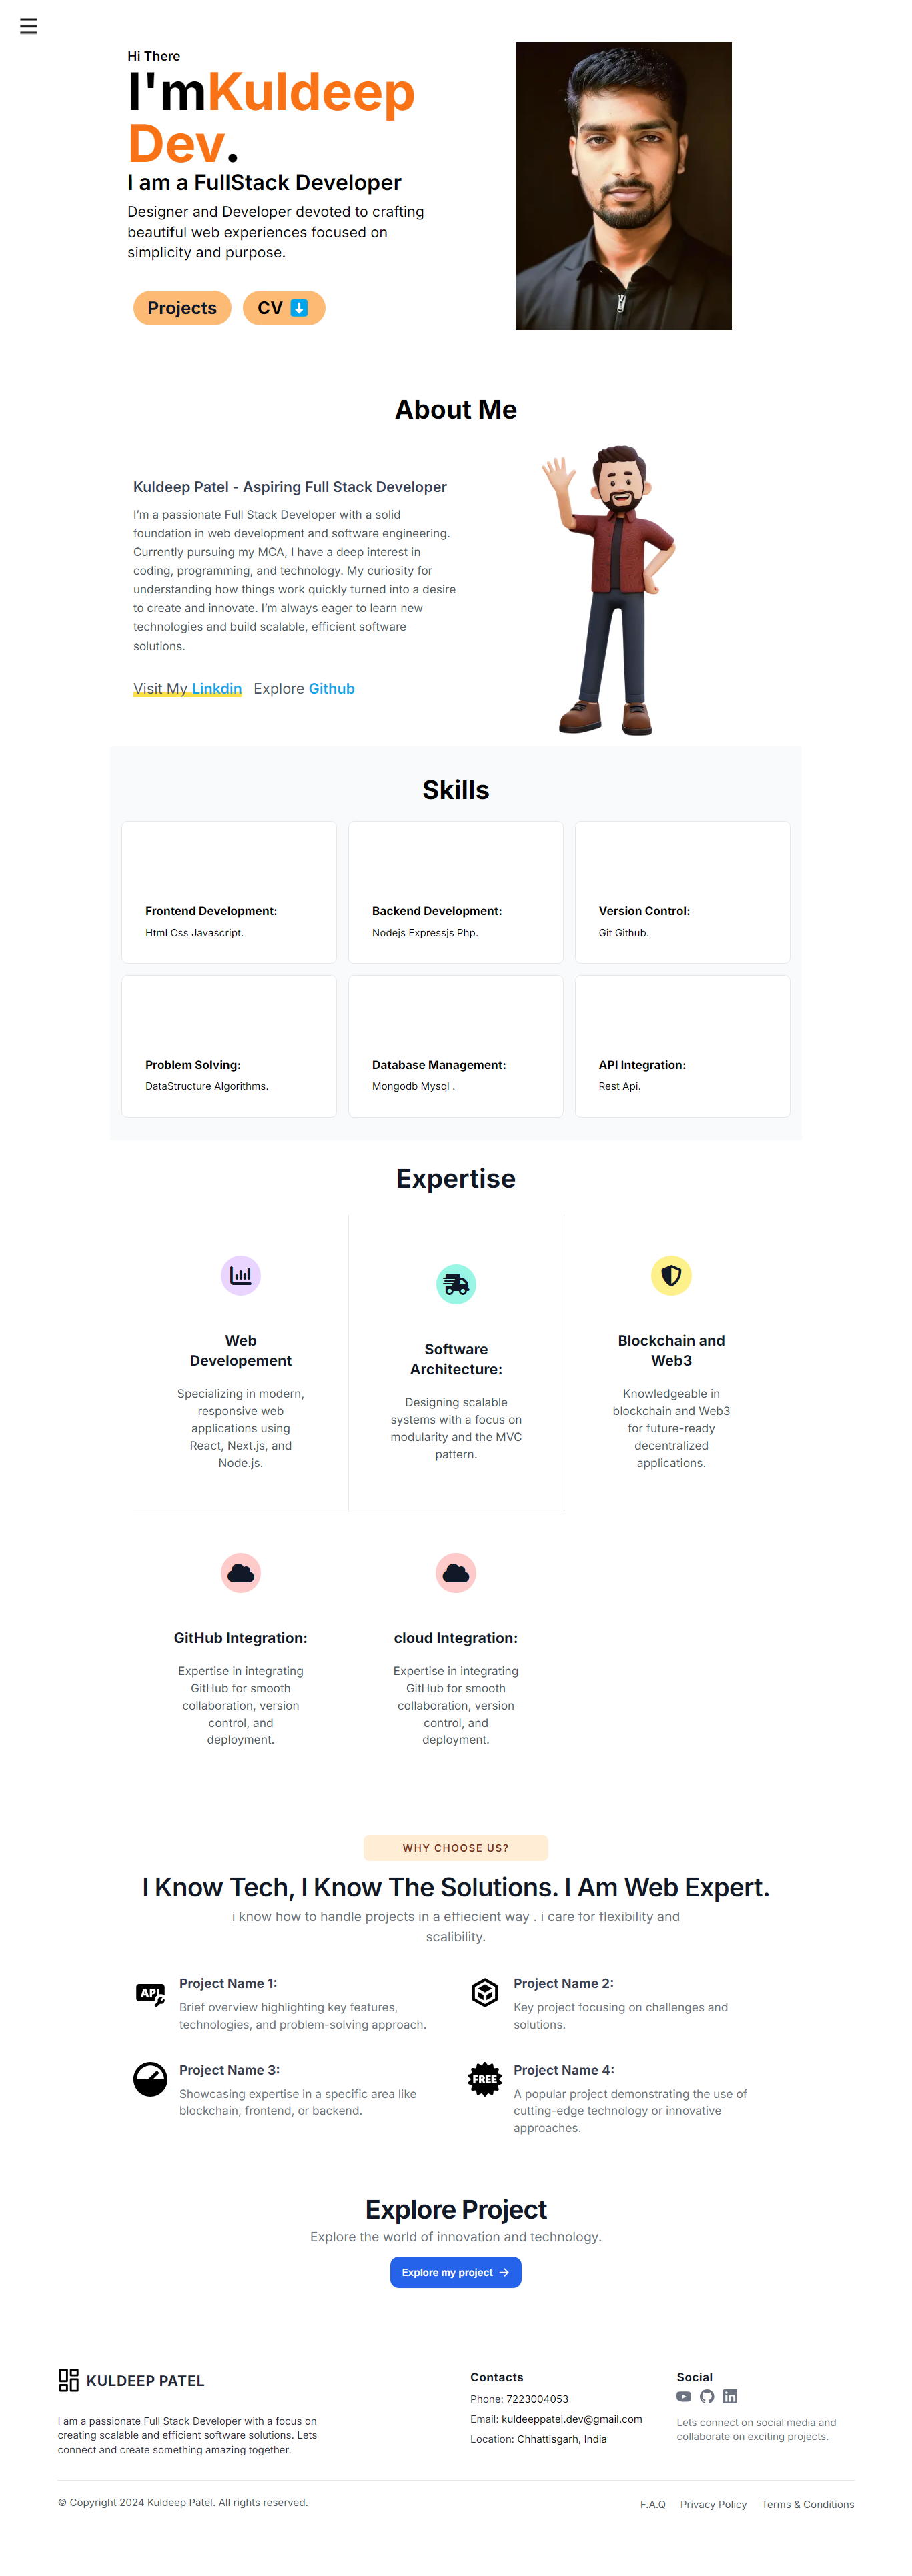 Hi There
I'mKuldeep
Dev.
I am a FullStack Developer
Designer and Developer devoted to crafting
beautiful web experiences focused on
simplicity and purpose.
Projects
CV
About Me
Kuldeep Patel - Aspiring Full Stack Developer
I'm a passionate Full Stack Developer with a solid
foundation in web development and software engineering.
Currently pursuing my MCA, I have a deep interest in
coding, programming, and technology. My curiosity for
understanding how things work quickly turned into a desire
to create and innovate. I'm always eager to learn new
technologies and build scalable, efficient software
solutions.
Visit My Linkdin Explore Github
Skills
Frontend Development:
Html Css Javascript.
Backend Development:
Nodejs Expressjs Php.
Version Control:
Git Github.
Problem Solving:
DataStructure Algorithms.
Database Management:
Mongodb Mysql .
API Integration:
Rest Api.
Expertise
Web
Developement
Specializing in modern,
responsive web
applications using
React, Next.js, and
Node.js.
Software
Architecture:
Designing scalable
systems with a focus on
modularity and the MVC
pattern.
Blockchain and
Web3
Knowledgeable in
blockchain and Web3
for future-ready
decentralized
applications.
GitHub Integration:
Expertise in integrating
GitHub for smooth
collaboration, version
control, and
deployment.
cloud Integration:
Expertise in integrating
GitHub for smooth
collaboration, version
control, and
deployment.
WHY CHOOSE US?
I Know Tech, I Know The Solutions. I Am Web Expert.
i know how to handle projects in a effiecient way . i care for flexibility and
scalibility.
API
Project Name 1:
Brief overview highlighting key features,
technologies, and problem-solving approach.
Project Name 2:
Key project focusing on challenges and
solutions.
Project Name 3:
Showcasing expertise in a specific area like
blockchain, frontend, or backend.
FREE
Project Name 4:
A popular project demonstrating the use of
cutting-edge technology or innovative
approaches.
Explore Project
Explore the world of innovation and technology.
Explore my project →
KULDEEP PATEL
I am a passionate Full Stack Developer with a focus on
creating scalable and efficient software solutions. Lets
connect and create something amazing together.
Contacts
Phone: 7223004053
Email: kuldeeppatel.dev@gmail.com
Location: Chhattisgarh, India
Social
in
Lets connect on social media and
collaborate on exciting projects.
© Copyright 2024 Kuldeep Patel. All rights reserved.
F.A.Q Privacy Policy Terms & Conditions